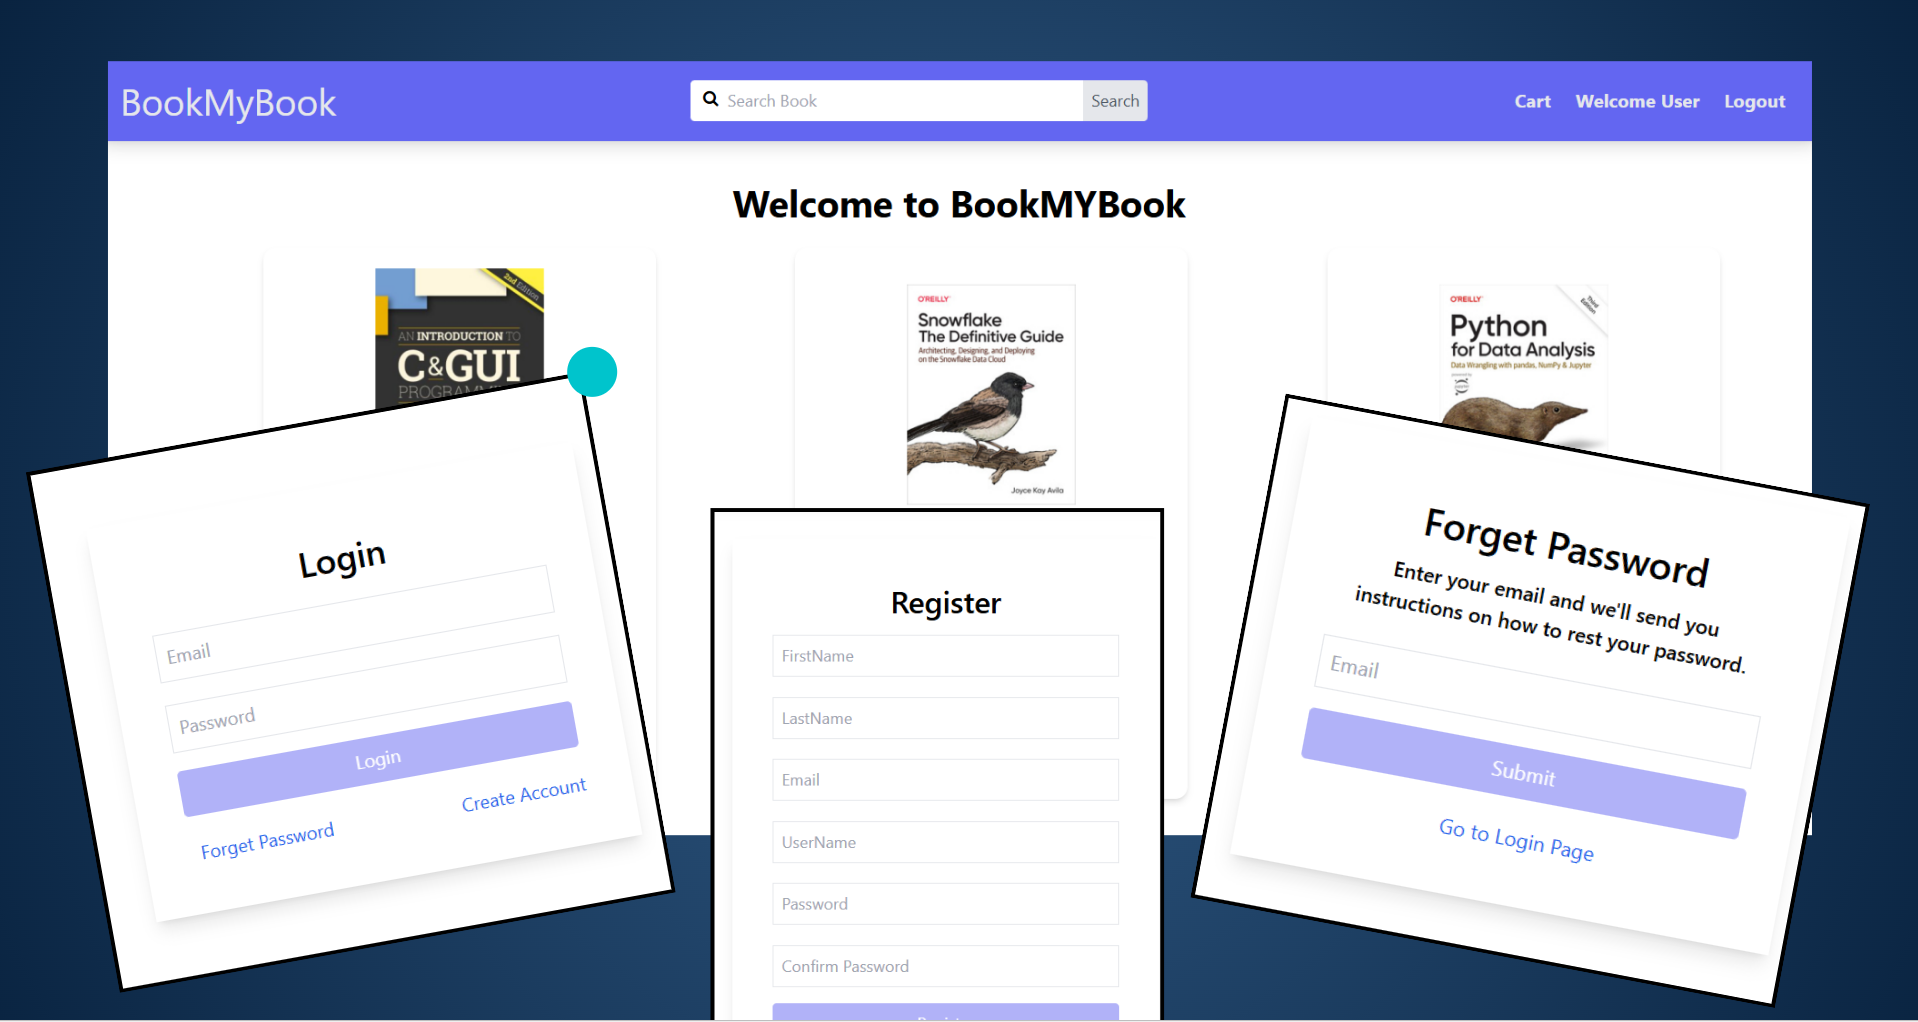 BookMyBook
Search Book
Search
Cart
Welcome User
Logout
Welcome to BookMYBook
2nd Edition
AN INTRODUCTION TO
C & GUI
O'REILLY
Snowflake
The Definitive Guide
Architecting, Designing, and Deploying
on the Snowflake Data Cloud
Joyce Kay Avila
O'REILLY
Third
Edition
Python
for Data Analysis
Data Wrangling with pandas, NumPy & Jupyter
powered by
Login
Email
Password
Login
Forget Password
Create Account
Register
FirstName
LastName
Email
UserName
Password
Confirm Password
Forget Password
Enter your email and we'll send you
instructions on how to rest your password.
Email
Submit
Go to Login Page